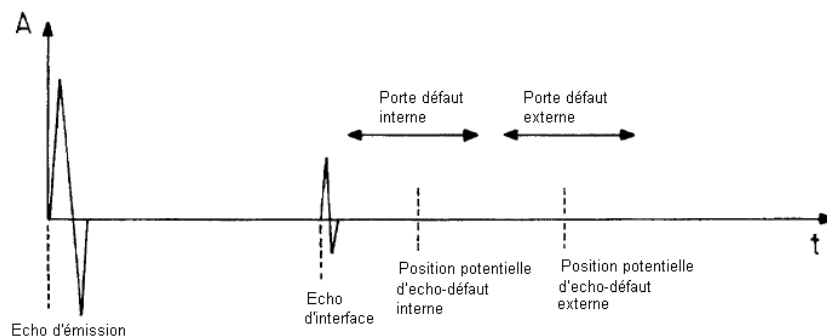 A
Porte défaut
interne
Porte défaut
externe
t
Echo d'émission
Echo
d'interface
Position potentielle
d'echo-défaut
interne
Position potentielle
d'echo-défaut
externe